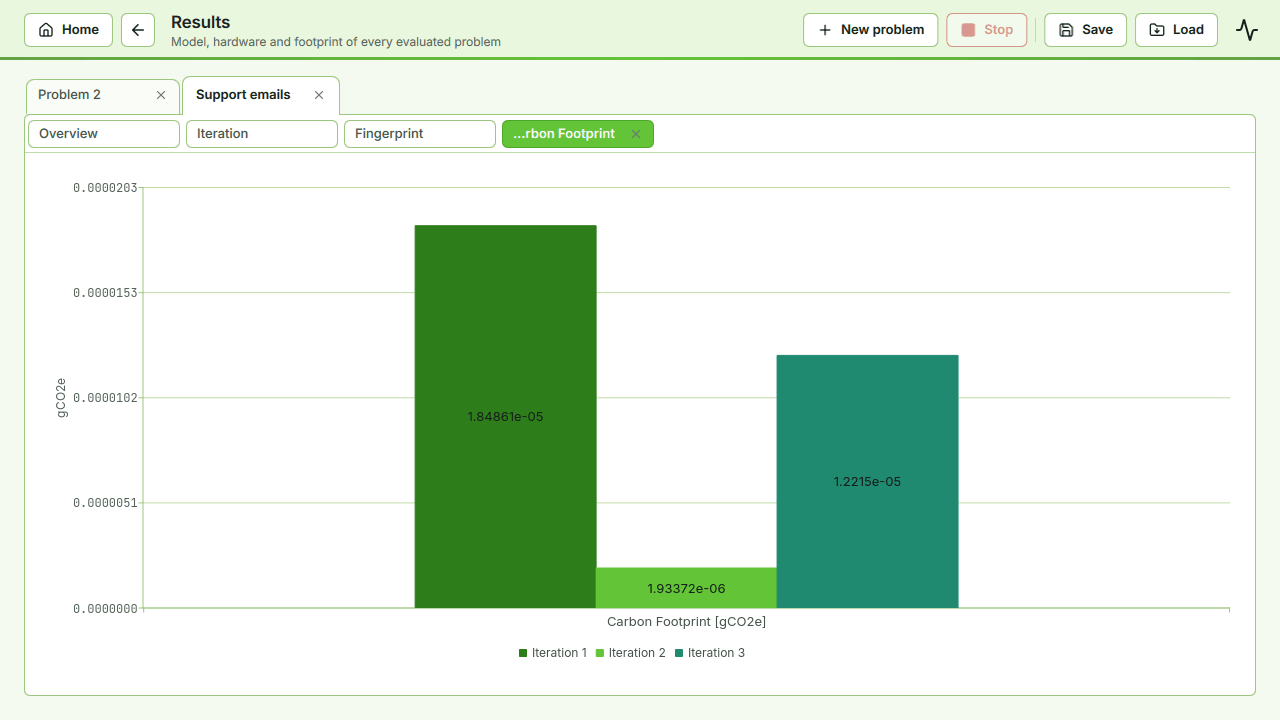 Home
Results
Model, hardware and footprint of every evaluated problem
New problem
Stop
Save
Load
Problem 2
Support emails
Overview
Iteration
Fingerprint
...rbon Footprint
0.0000203
0.0000153
0.0000102
0.0000051
0.0000000
gCO2e
1.84861e-05
1.93372e-06
1.2215e-05
Carbon Footprint [gCO2e]
Iteration 1
Iteration 2
Iteration 3